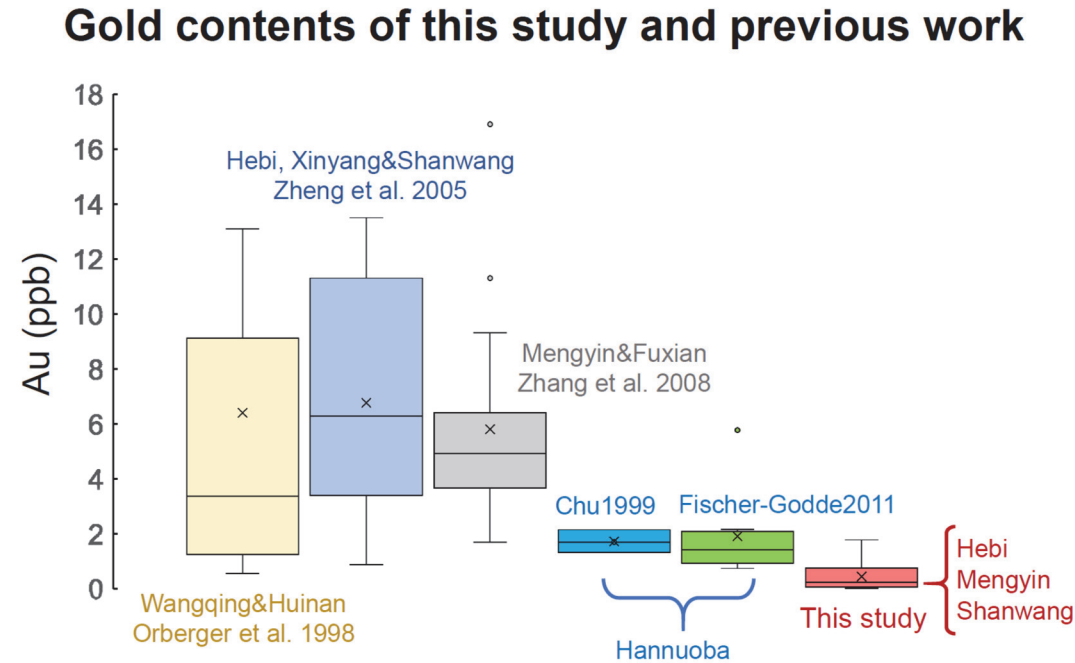 Gold contents of this study and previous work
Au (ppb)
18
16
14
12
10
8
6
4
2
0
Hebi, Xinyang&Shanwang
Zheng et al. 2005
Mengyin&Fuxian
Zhang et al. 2008
Chu1999
Fischer-Godde2011
Wangqing&Huinan
Orberger et al. 1998
Hannuoba
This study
Hebi
Mengyin
Shanwang